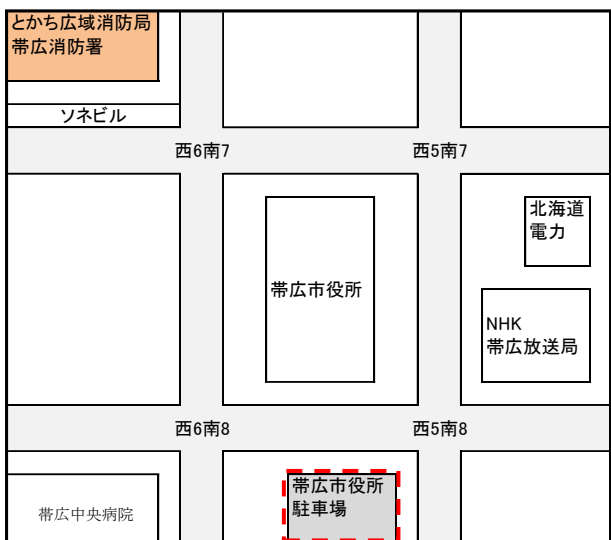 とかち広域消防局
帯広消防署
ソネビル
西6南7
西5南7
北海道
電力
帯広市役所
NHK
帯広放送局
西6南8
西5南8
帯広市役所
駐車場
帯広中央病院